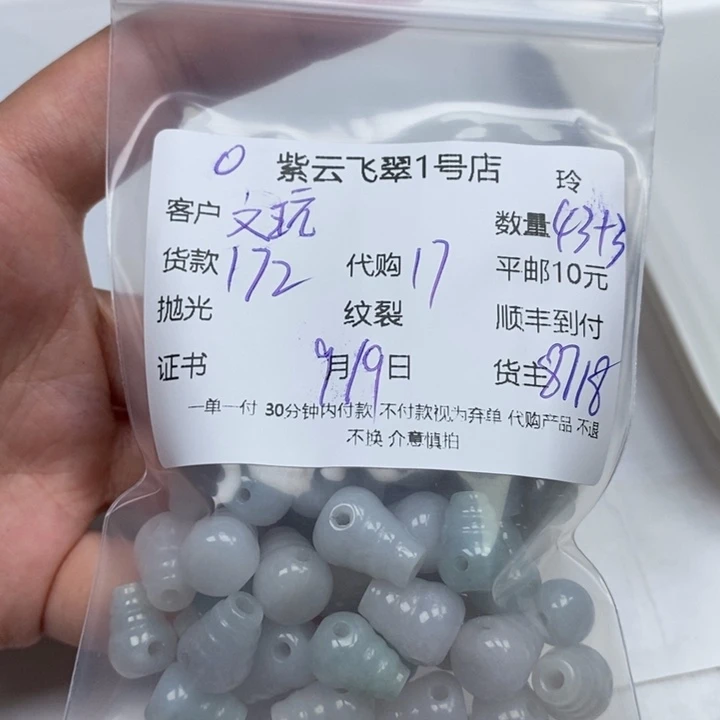 0 紫云飞翠1号店 玲
客户 文玩 数量 43+3
货款 172 代购 17 平邮10元
抛光 纹裂 顺丰到付
证书 9月19日 货主 8718
一单一付 30分钟内付款 不付款视为弃单 代购产品 不退
不换 介意慎拍